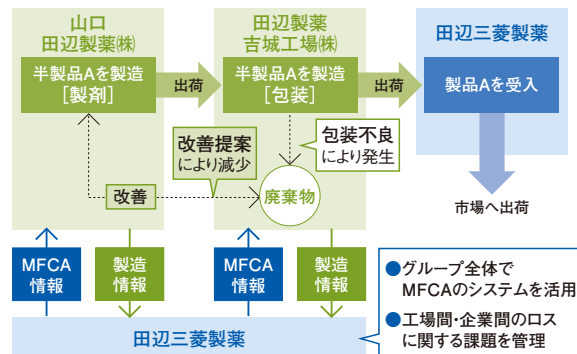 山口
田辺製薬㈱
半製品Aを製造
[製剤]
出荷
田辺製薬
吉城工場㈱
半製品Aを製造
[包装]
出荷
田辺三菱製薬
製品Aを受入
市場へ出荷
改善提案
により減少
包装不良
により発生
改善
廃棄物
MFCA
情報
製造
情報
MFCA
情報
製造
情報
田辺三菱製薬
●グループ全体で
MFCAのシステムを活用
●工場間・企業間のロス
に関する課題を管理